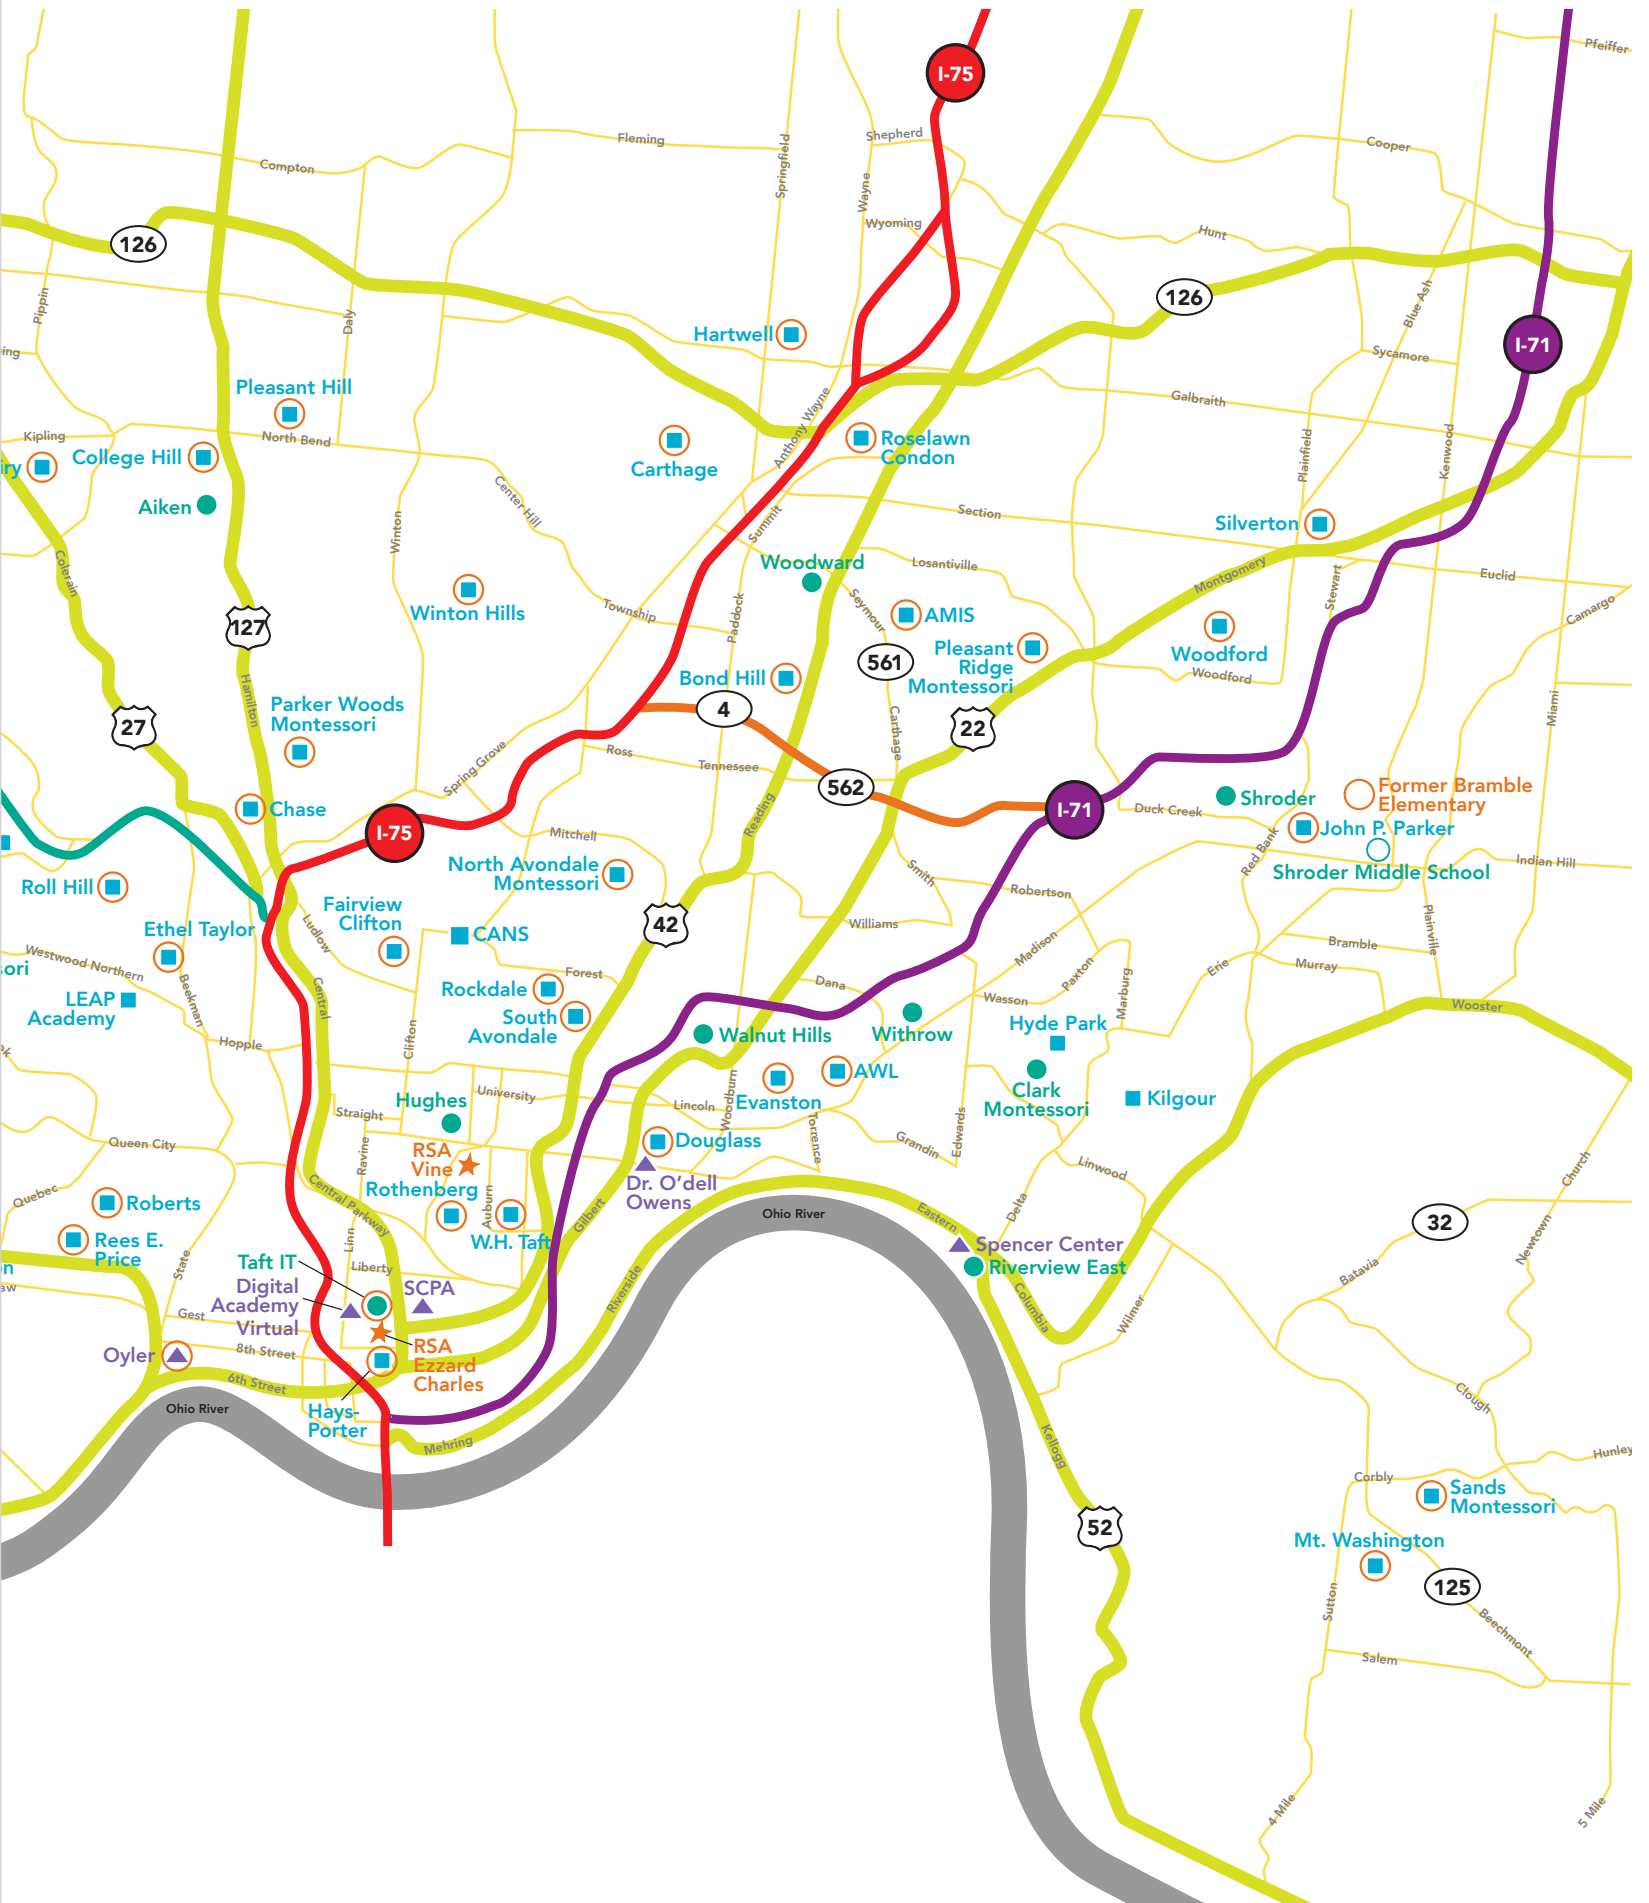 I-75
Pfeiffer
Shepherd
Fleming
Cooper
Compton
Springfield
Wayne
Wyoming
Hunt
126
126
Pippin
Daly
Blue Ash
Hartwell
I-71
ing
Sycamore
Pleasant Hill
Galbraith
Anthony Wayne
Kipling
North Bend
Roselawn
Condon
College Hill
iry
Carthage
Plainfield
Kenwood
Center Hill
Aiken
Section
Silverton
Winton
Summit
Colerain
Woodward
Losantiville
Montgomery
Euclid
Stewart
Winton Hills
Township
Paddock
Seymour
AMIS
Camargo
127
Pleasant
Ridge
Montessori
561
Woodford
Woodford
Bond Hill
Hamilton
Parker Woods
Montessori
4
Miami
27
22
Carthage
Ross
Tennessee
Spring Grove
562
Former Bramble
Elementary
Chase
I-75
Reading
I-71
Duck Creek
Shroder
John P. Parker
Mitchell
Red Bank
Shroder Middle School
Indian Hill
North Avondale
Montessori
Smith
Robertson
Roll Hill
Fairview
Clifton
Ludlow
Ethel Taylor
CANS
42
Williams
Madison
Plainville
Bramble
Westwood Northern
sori
Forest
Erie
Murray
Paxton
Marburg
Beekman
Central
Rockdale
Dana
Wasson
LEAP
Academy
South
Avondale
Withrow
Walnut Hills
Hyde Park
Wooster
Hopple
Clifton
AWL
Clark
Montessori
Kilgour
University
Hughes
Straight
Lincoln
Woodburn
Evanston
Torrence
Grandin
Edwards
Queen City
Ravine
RSA
Vine
Douglass
Linwood
Church
Rothenberg
Dr. O'dell
Owens
Quebec
Roberts
Central Parkway
Auburn
Gilbert
Ohio River
Eastern
Delta
32
Rees E.
Price
Linn
W.H. Taft
Spencer Center
Riverview East
Newtown
Batavia
State
Taft IT
Liberty
on
aw
Digital
Academy
Virtual
SCPA
Riverside
Columbia
Wilmer
Gest
8th Street
Oyler
RSA
Ezzard
Charles
6th Street
Clough
Ohio River
Hays-
Porter
Mehring
Kellogg
Hunley
Corbly
Sands
Montessori
52
Mt. Washington
125
Sutton
Beechmont
Salem
4 Mile
5 Mile